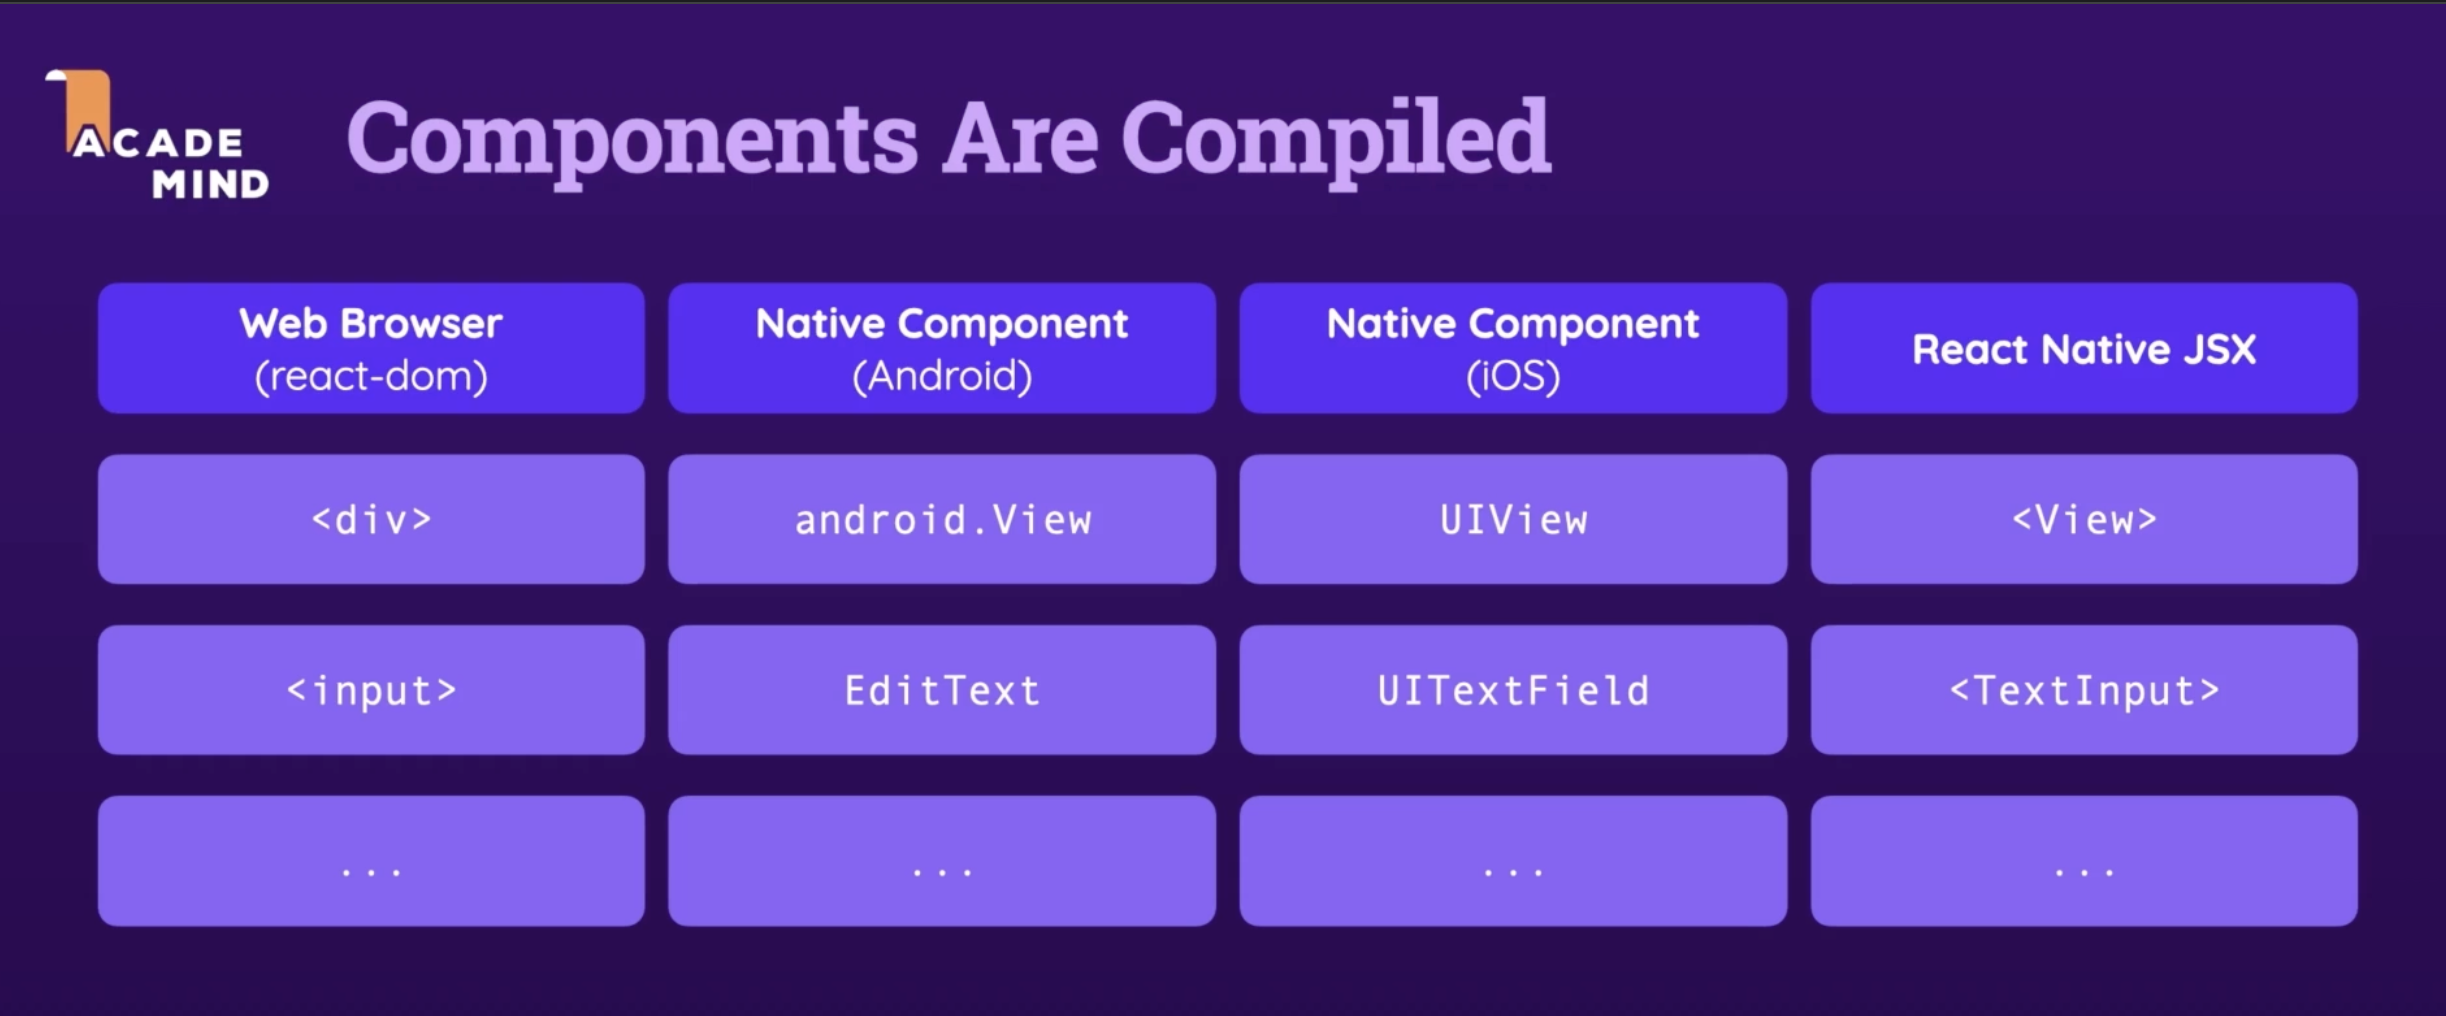 ACADE
MIND
Components Are Compiled
Web Browser
(react-dom)
Native Component
(Android)
Native Component
(iOS)
React Native JSX
<div>
android.View
UIView
<View>
<input>
EditText
UITextField
<TextInput>
...
...
...
...